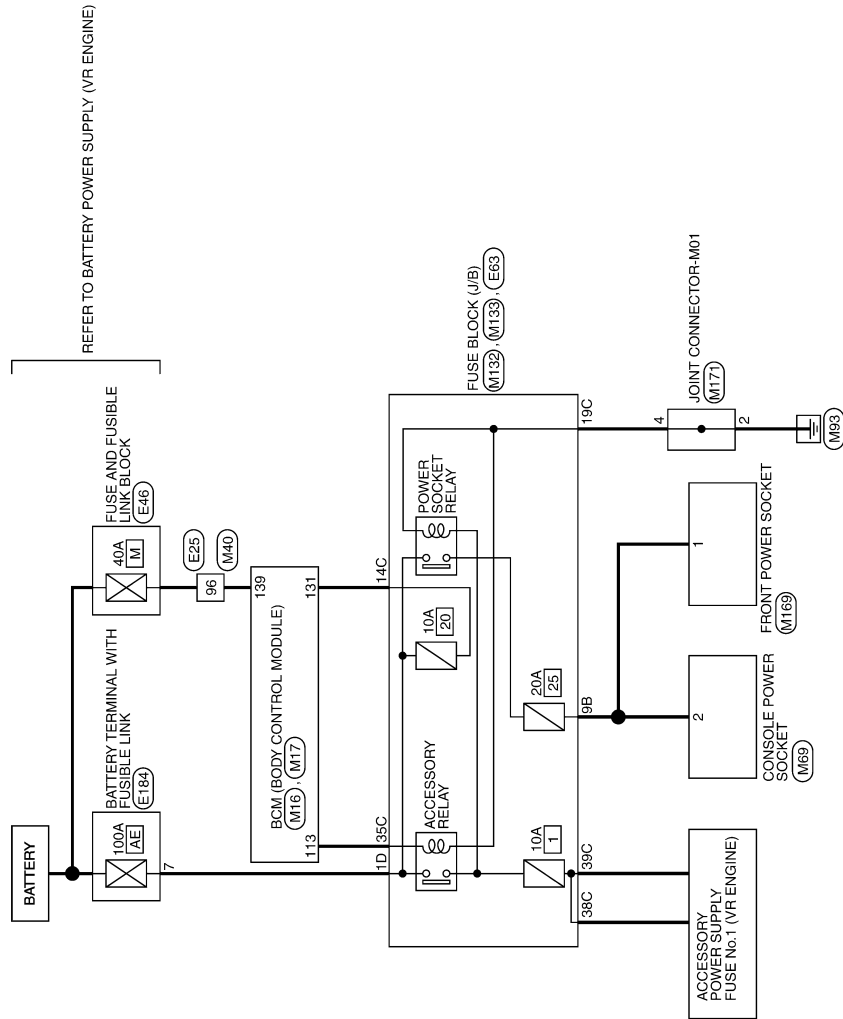 REFER TO BATTERY POWER SUPPLY (VR ENGINE)
BATTERY
BATTERY TERMINAL WITH
FUSIBLE LINK
E184
100A
AE
7
FUSE AND FUSIBLE
LINK BLOCK
E46
40A
M
E25
M40
96
139
131
113
BCM (BODY CONTROL MODULE)
M16 , M17
1D
35C
14C
FUSE BLOCK (J/B)
M132 , M133 , E63
ACCESSORY
RELAY
10A
20
POWER
SOCKET
RELAY
10A
1
20A
25
38C
39C
9B
19C
ACCESSORY
POWER SUPPLY
FUSE No.1 (VR ENGINE)
2
CONSOLE POWER
SOCKET
M69
1
FRONT POWER SOCKET
M169
4
2
JOINT CONNECTOR-M01
M171
M93